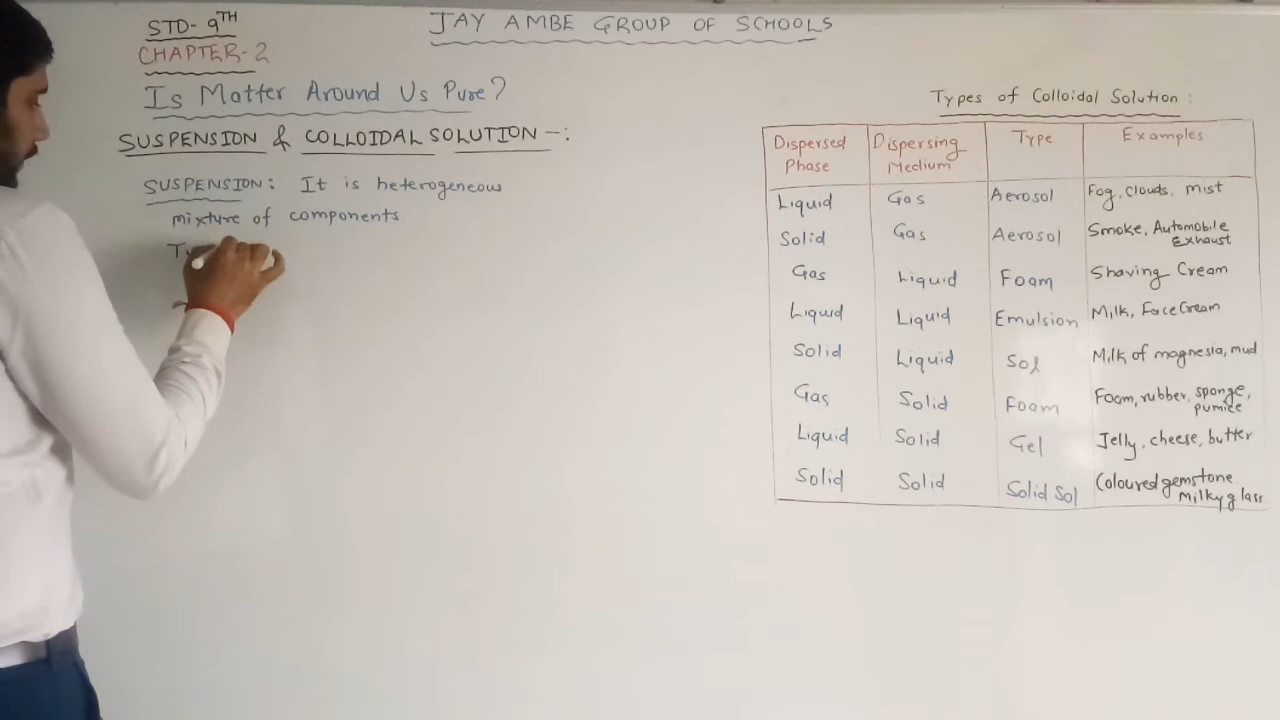 STD- 9TH
JAY AMBE GROUP OF SCHOOLS
CHAPTER-2
Is Matter Around Us Pure?
SUSPENSION & COLLOIDAL SOLUTION -:
SUSPENSION: It is heterogeneous
mixture of components
Types of Colloidal Solution:
Dispersed Phase Dispersing Medium Type Examples
Liquid Gas Aerosol Fog, clouds, mist
Solid Gas Aerosol Smoke, Automobile Exhaust
Gas Liquid Foam Shaving Cream
Liquid Liquid Emulsion Milk, Face Cream
Solid Liquid Sol Milk of magnesia, mud
Gas Solid Foam Foam, rubber, sponge, pumice
Liquid Solid Gel Jelly, cheese, butter
Solid Solid Solid Sol Coloured gemstone Milky glass